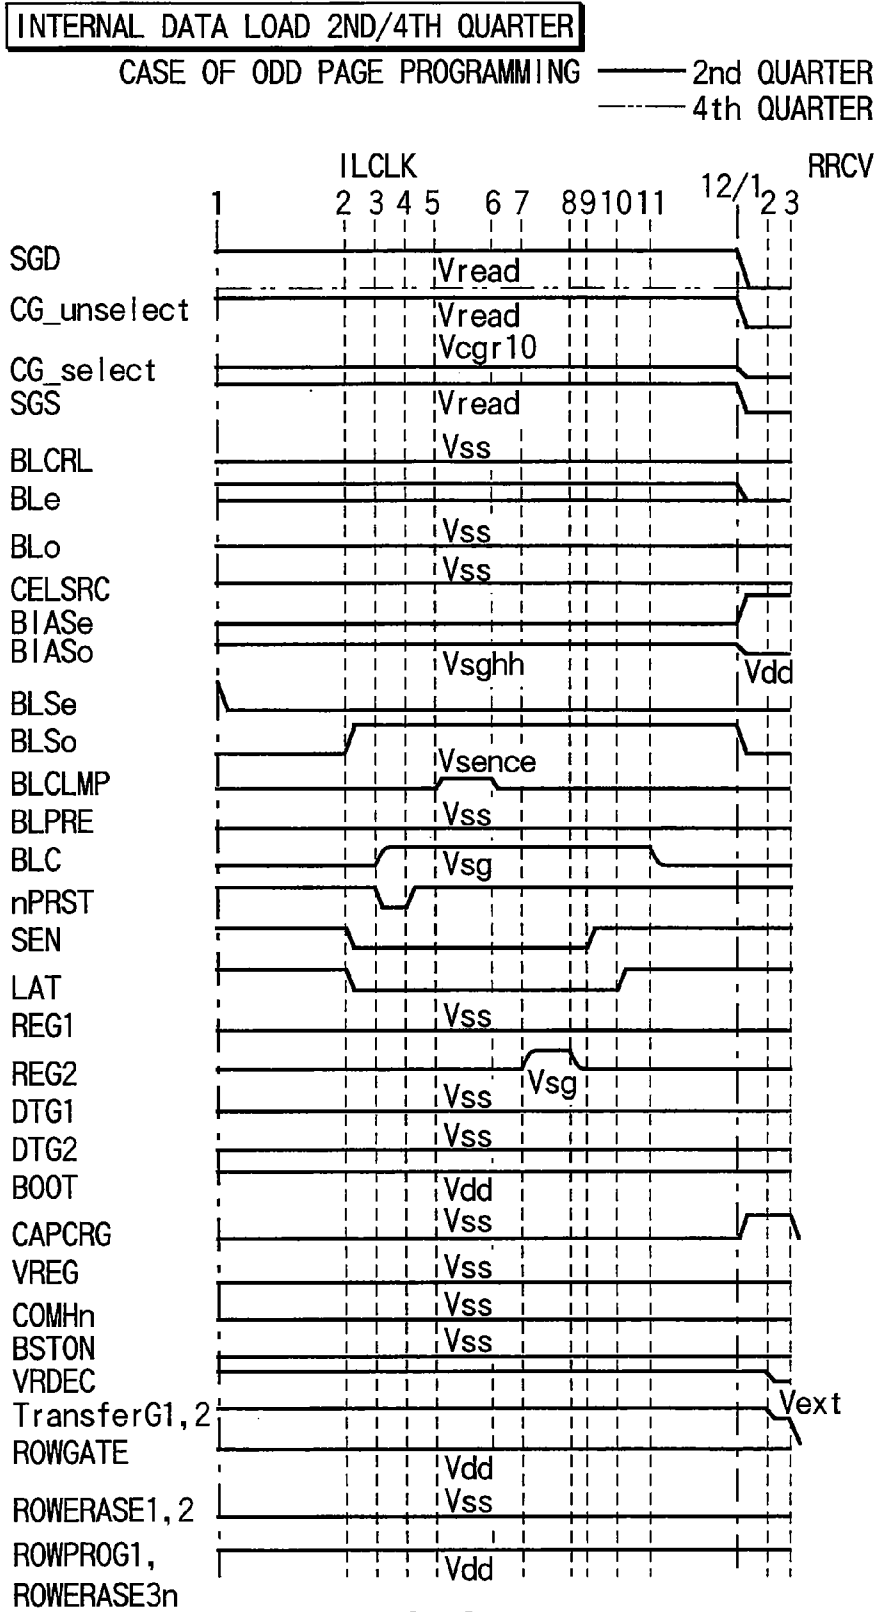 INTERNAL DATA LOAD 2ND/4TH QUARTER
CASE OF ODD PAGE PROGRAMMING
2nd QUARTER
4th QUARTER
ILCLK
RRCV
1 2 3 4 5 6 7 8 9 10 11 12/1 2 3
SGD
Vread
CG_unselect
Vread
Vcgr10
CG_select
SGS
Vread
BLCRL
Vss
BLe
BLo
Vss
CELSRC
Vss
BIASe
BIASo
Vsghh
Vdd
BLSe
BLSo
BLCLMP
Vsence
BLPRE
Vss
BLC
Vsg
nPRST
SEN
LAT
REG1
Vss
REG2
Vsg
DTG1
Vss
DTG2
Vss
BOOT
Vdd
CAPCRG
Vss
VREG
Vss
COMHn
Vss
BSTON
Vss
VRDEC
TransferG1,2
Vext
ROWGATE
Vdd
ROWERASE1,2
Vss
ROWPROG1,
ROWERASE3n
Vdd